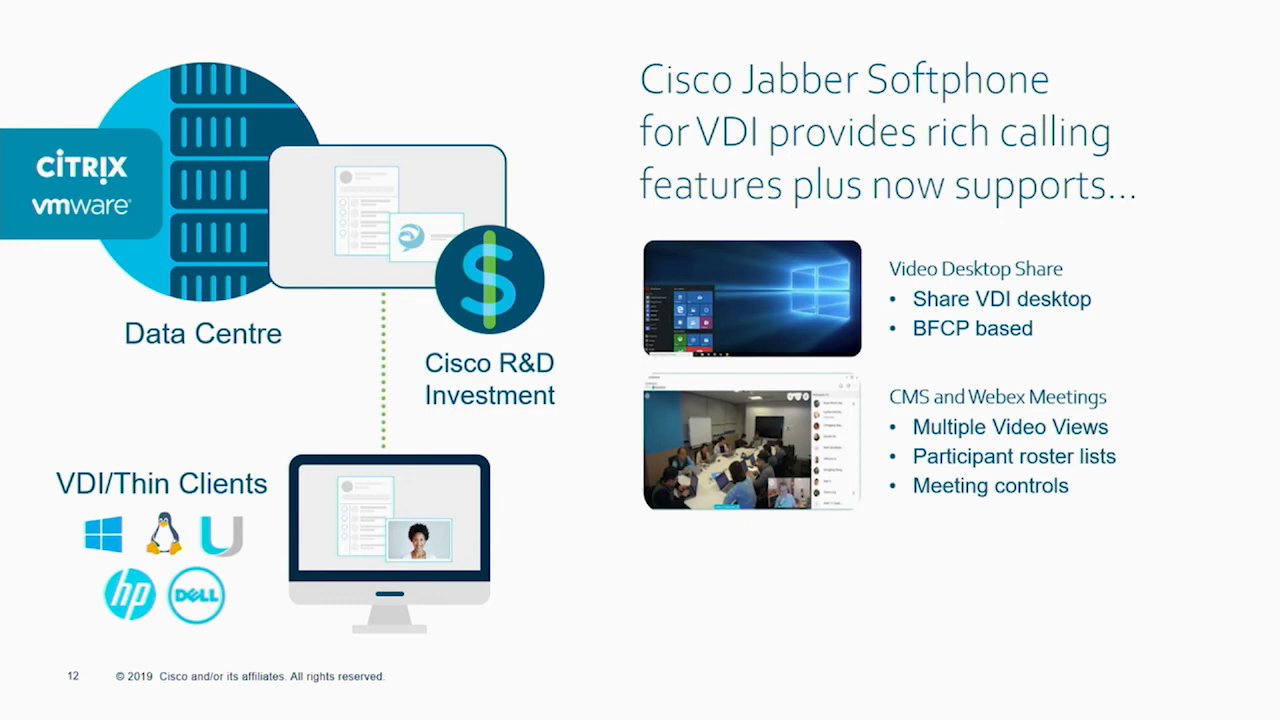 Cisco Jabber Softphone
for VDI provides rich calling
features plus now supports...
CİTRIX
vmware®
Data Centre
Cisco R&D
Investment
VDI/Thin Clients
hp
DELL
Video Desktop Share
• Share VDI desktop
• BFCP based
CMS and Webex Meetings
• Multiple Video Views
• Participant roster lists
• Meeting controls
12
© 2019 Cisco and/or its affiliates. All rights reserved.